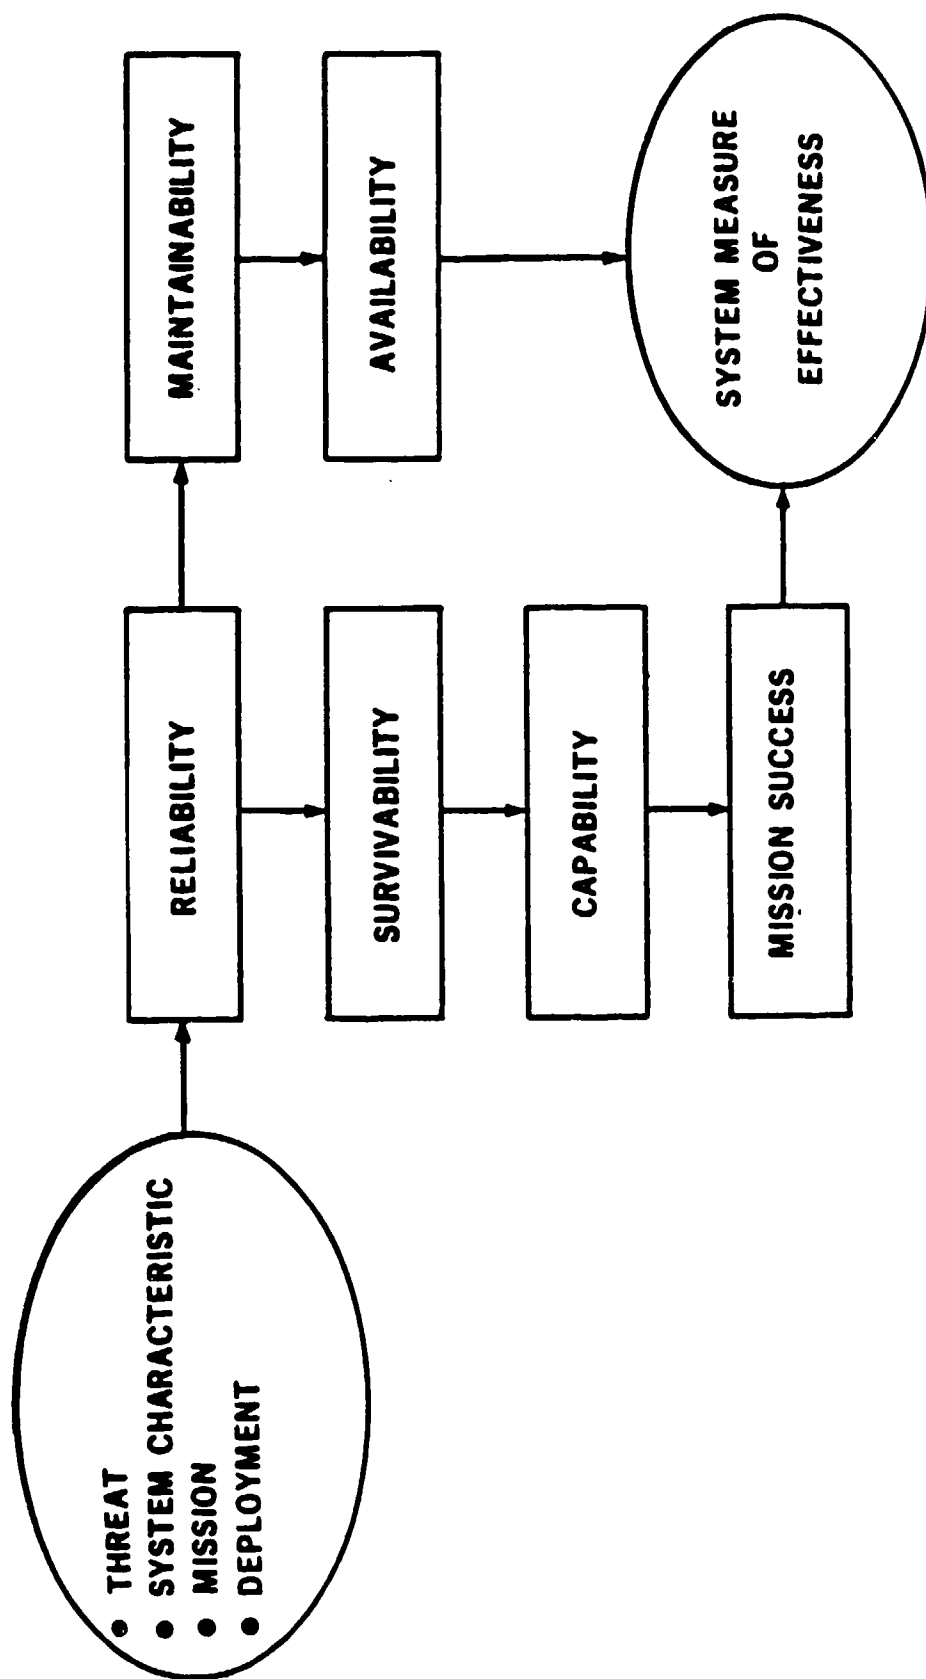 • THREAT
• SYSTEM CHARACTERISTIC
• MISSION
• DEPLOYMENT
RELIABILITY
MAINTAINABILITY
SURVIVABILITY
AVAILABILITY
CAPABILITY
MISSION SUCCESS
SYSTEM MEASURE
OF
EFFECTIVENESS